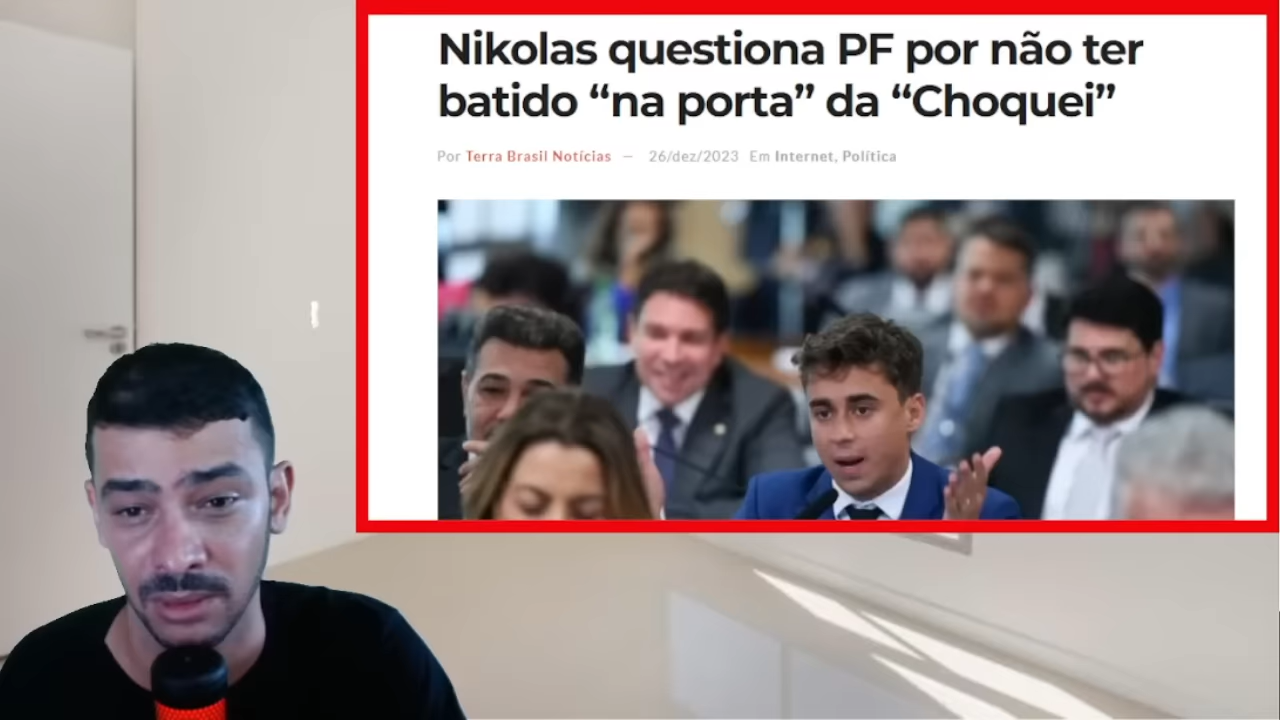 Nikolas questiona PF por não ter
batido “na porta” da “Choquei”
Por Terra Brasil Notícias — 26/dez/2023 Em Internet, Política